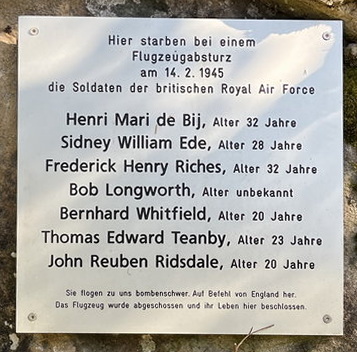 Hier starben bei einem
Flugzeugabsturz
am 14. 2. 1945
die Soldaten der britischen Royal Air Force
Henri Mari de Bij, Alter 32 Jahre
Sidney William Ede, Alter 28 Jahre
Frederick Henry Riches, Alter 32 Jahre
Bob Longworth, Alter unbekannt
Bernhard Whitfield, Alter 20 Jahre
Thomas Edward Teanby, Alter 23 Jahre
John Reuben Ridsdale, Alter 20 Jahre
Sie flogen zu uns bombenschwer. Auf Befehl von England her.
Das Flugzeug wurde abgeschossen und ihr Leben hier beschlossen.